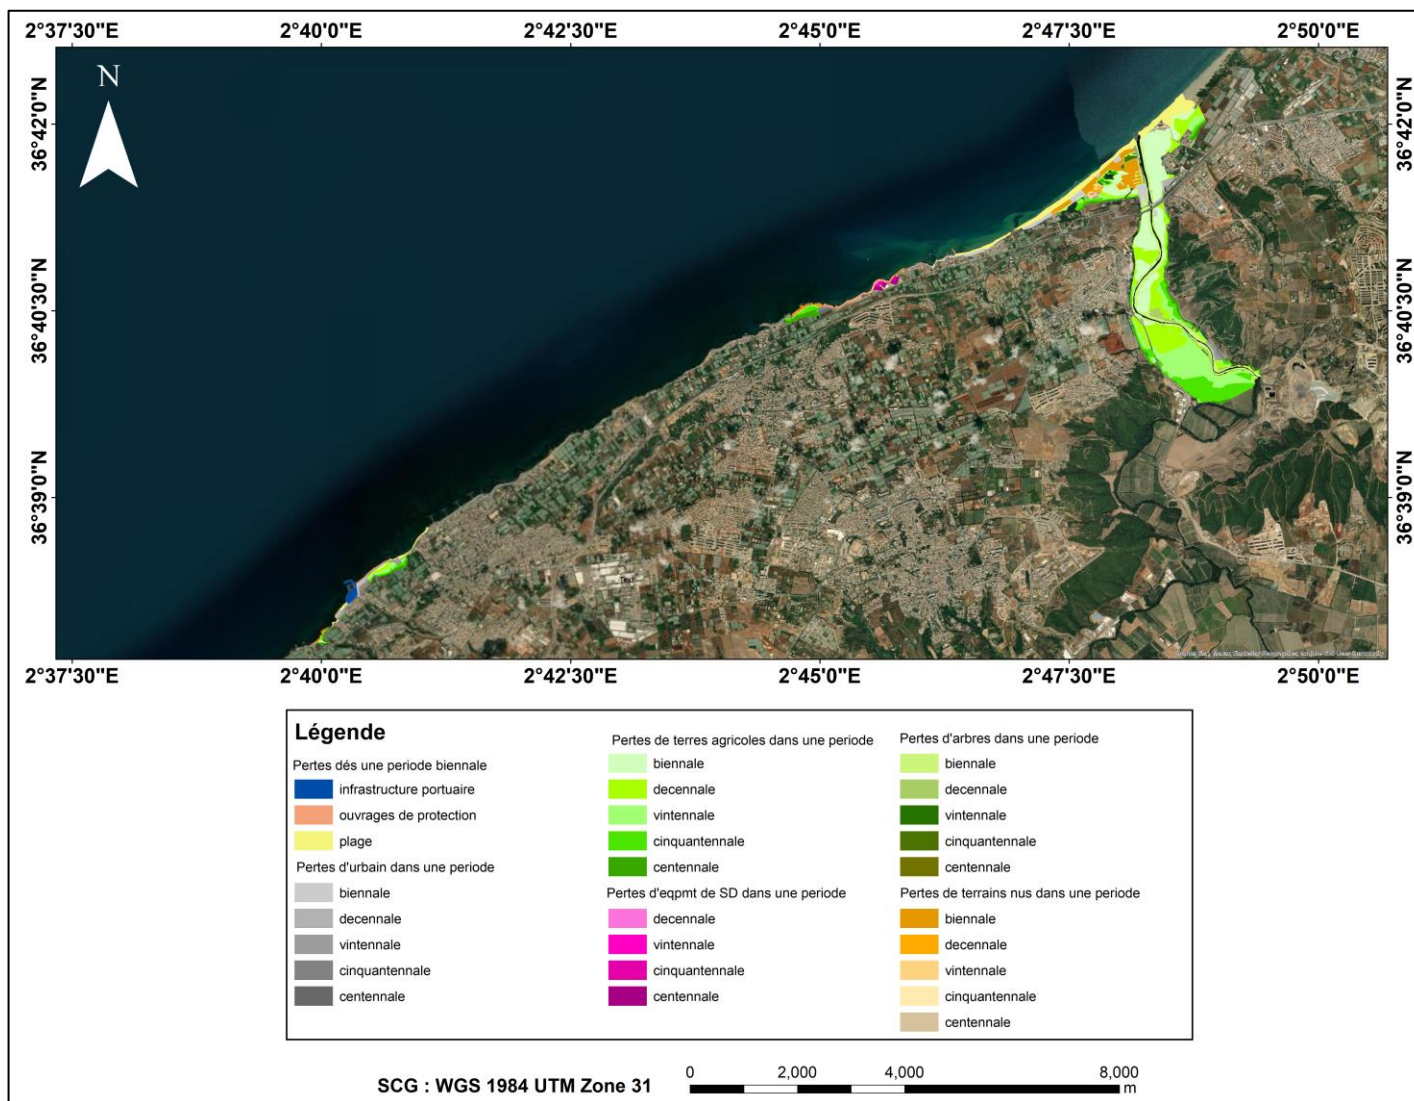 2°37'30"E 2°40'0"E 2°42'30"E 2°45'0"E 2°47'30"E 2°50'0"E
N
36°42'0"N 36°42'0"N
36°40'30"N 36°40'30"N
36°39'0"N 36°39'0"N
2°37'30"E 2°40'0"E 2°42'30"E 2°45'0"E 2°47'30"E 2°50'0"E
Légende
Pertes dés une periode biennale
infrastructure portuaire
ouvrages de protection
plage
Pertes d'urbain dans une periode
biennale
decennale
vintennale
cinquantennale
centennale
Pertes de terres agricoles dans une periode
biennale
decennale
vintennale
cinquantennale
centennale
Pertes d'eqpmt de SD dans une periode
decennale
vintennale
cinquantennale
centennale
Pertes d'arbres dans une periode
biennale
decennale
vintennale
cinquantennale
centennale
Pertes de terrains nus dans une periode
biennale
decennale
vintennale
cinquantennale
centennale
SCG : WGS 1984 UTM Zone 31
0 2,000 4,000 8,000
m